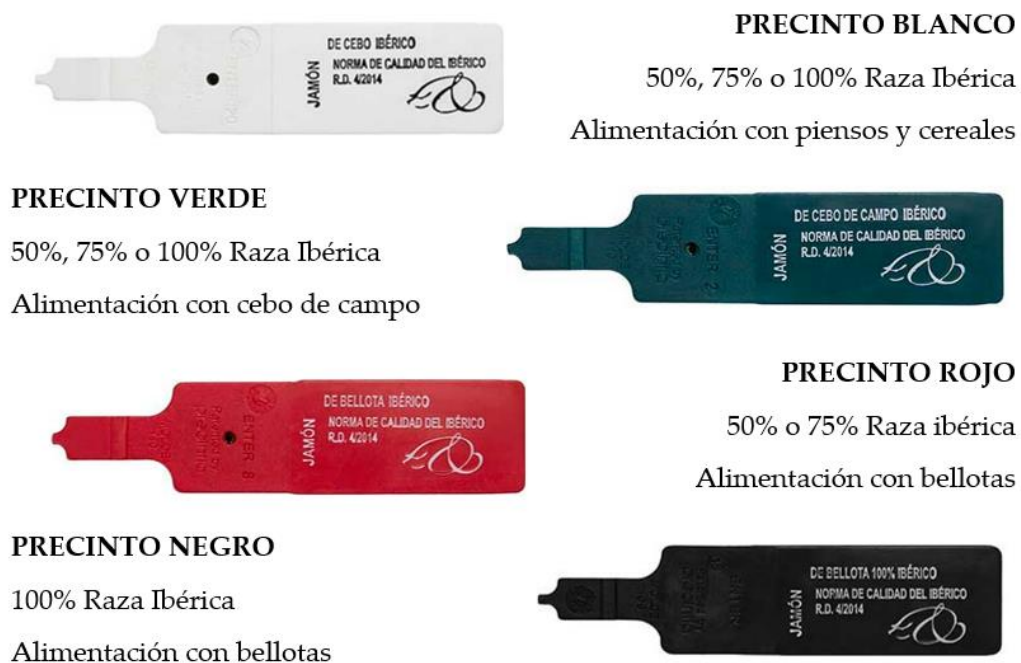 PRECINTO BLANCO
50%, 75% o 100% Raza Ibérica
Alimentación con piensos y cereales
DE CEBO IBÉRICO
NORMA DE CALIDAD DEL IBÉRICO
R.D. 4/2014
JAMÓN
PRECINTO VERDE
50%, 75% o 100% Raza Ibérica
Alimentación con cebo de campo
DE CEBO DE CAMPO IBÉRICO
NORMA DE CALIDAD DEL IBÉRICO
R.D. 4/2014
JAMÓN
ENTER 2
PRECINTO ROJO
50% o 75% Raza ibérica
Alimentación con bellotas
DE BELLOTA IBÉRICO
NORMA DE CALIDAD DEL IBÉRICO
R.D. 4/2014
JAMÓN
ENTER 8
PRECINTO NEGRO
100% Raza Ibérica
Alimentación con bellotas
DE BELLOTA 100% IBÉRICO
NORMA DE CALIDAD DEL IBÉRICO
R.D. 4/2014
JAMÓN